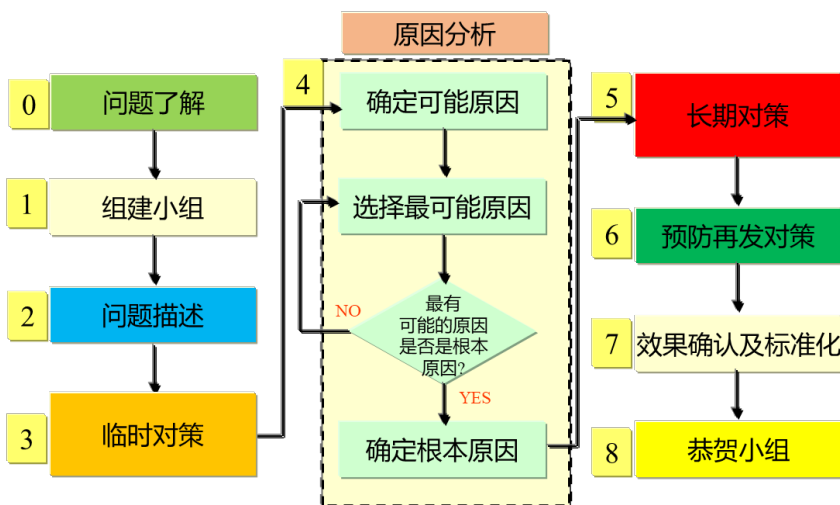 原因分析
0
问题了解
1
组建小组
2
问题描述
3
临时对策
4
确定可能原因
选择最可能原因
最有
可能的原因
是否是根本
原因?
NO
YES
确定根本原因
5
长期对策
6
预防再发对策
7
效果确认及标准化
8
恭贺小组